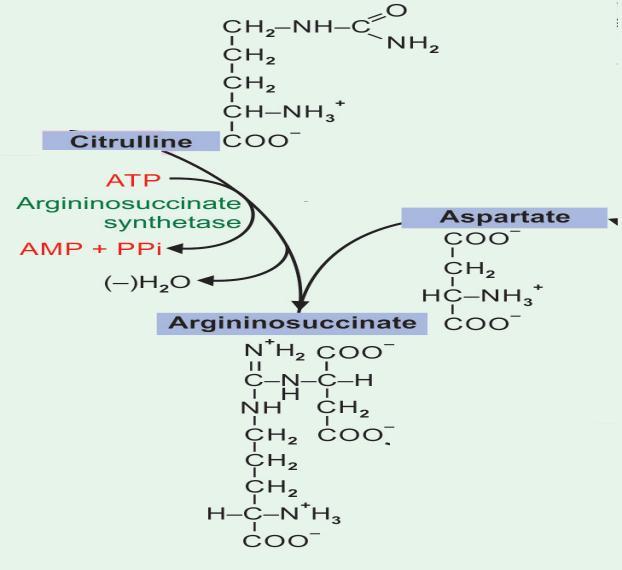 CH₂–NH–C=O
NH₂
CH₂
CH₂
CH–NH₃⁺
COO⁻
Citrulline
ATP
Argininosuccinate
synthetase
AMP + PPi
(–)H₂O
Aspartate
COO⁻
CH₂
HC–NH₃⁺
COO⁻
Argininosuccinate
N⁺H₂ COO⁻
C–N–C–H
H
NH CH₂
CH₂ COO⁻
CH₂
CH₂
H–C–N⁺H₃
COO⁻